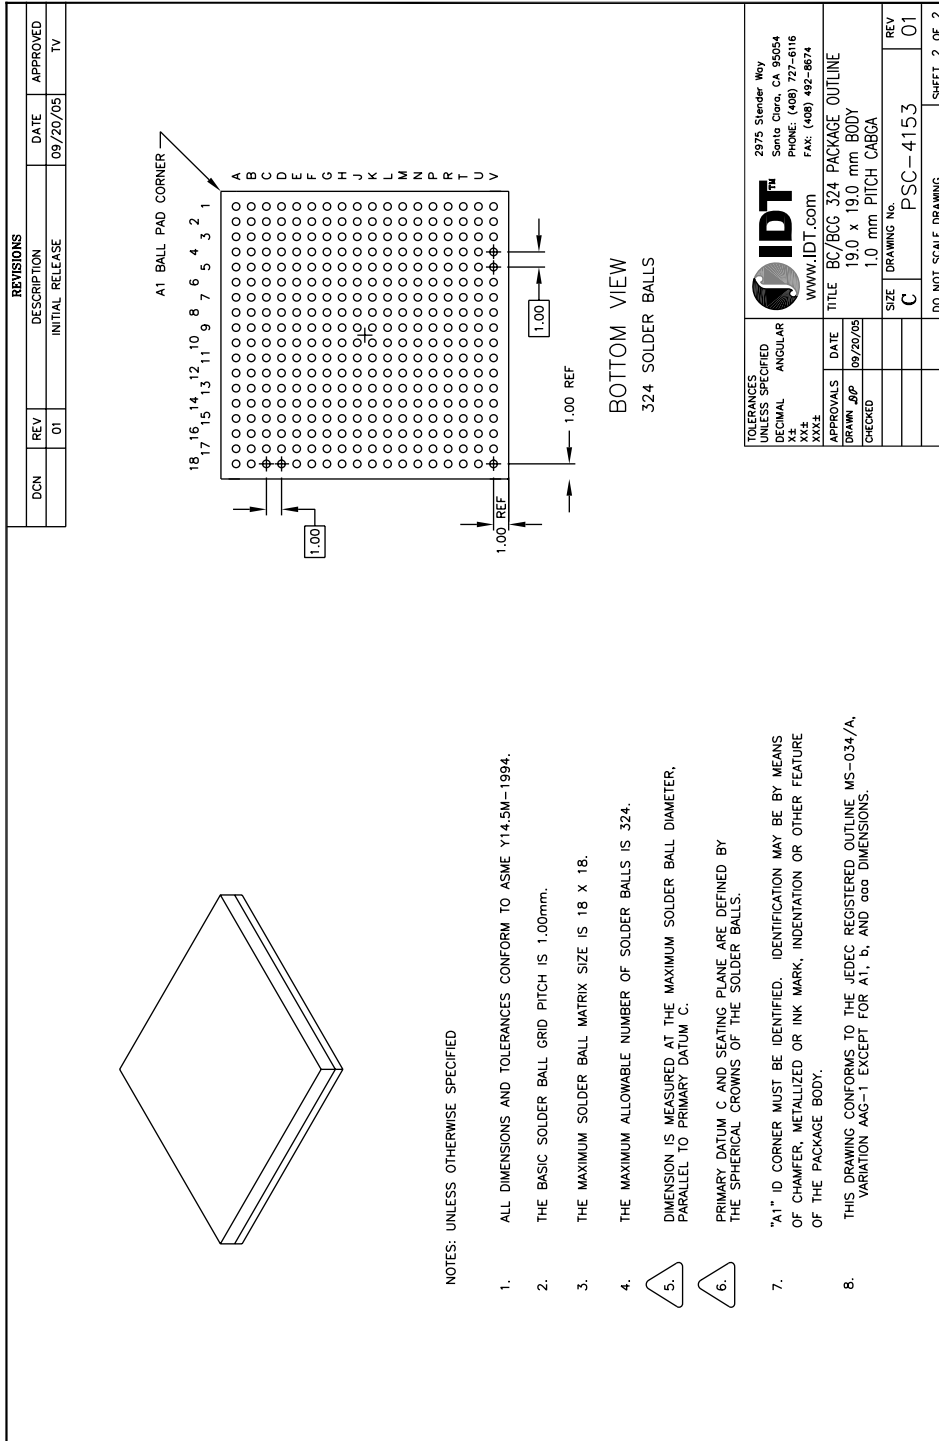 REVISIONS
DCN REV DESCRIPTION DATE APPROVED
01 INITIAL RELEASE 09/20/05 TV
A1 BALL PAD CORNER
18 17 16 15 14 13 12 11 10 9 8 7 6 5 4 3 2 1
A
B
C
D
E
F
G
H
J
K
L
M
N
P
R
T
U
V
1.00
1.00
1.00 REF
1.00 REF
BOTTOM VIEW
324 SOLDER BALLS
NOTES: UNLESS OTHERWISE SPECIFIED
1. ALL DIMENSIONS AND TOLERANCES CONFORM TO ASME Y14.5M-1994.
2. THE BASIC SOLDER BALL GRID PITCH IS 1.00mm.
3. THE MAXIMUM SOLDER BALL MATRIX SIZE IS 18 X 18.
4. THE MAXIMUM ALLOWABLE NUMBER OF SOLDER BALLS IS 324.
5. DIMENSION IS MEASURED AT THE MAXIMUM SOLDER BALL DIAMETER,
PARALLEL TO PRIMARY DATUM C.
6. PRIMARY DATUM C AND SEATING PLANE ARE DEFINED BY
THE SPHERICAL CROWNS OF THE SOLDER BALLS.
7. "A1" ID CORNER MUST BE IDENTIFIED. IDENTIFICATION MAY BE BY MEANS
OF CHAMFER, METALLIZED OR INK MARK, INDENTATION OR OTHER FEATURE
OF THE PACKAGE BODY.
8. THIS DRAWING CONFORMS TO THE JEDEC REGISTERED OUTLINE MS-034/A,
VARIATION AAG-1 EXCEPT FOR A1, b, AND aaa DIMENSIONS.
TOLERANCES
UNLESS SPECIFIED
DECIMAL ANGULAR
X±
XX±
XXX±
APPROVALS DATE
DRAWN 09/20/05
CHECKED
IDT™
www.IDT.com
2975 Stender Way
Santa Clara, CA 95054
PHONE: (408) 727-6116
FAX: (408) 492-8674
TITLE BC/BCG 324 PACKAGE OUTLINE
19.0 x 19.0 mm BODY
1.0 mm PITCH CABGA
SIZE DRAWING No. REV
C PSC-4153 01
DO NOT SCALE DRAWING SHEET 2 OF 2